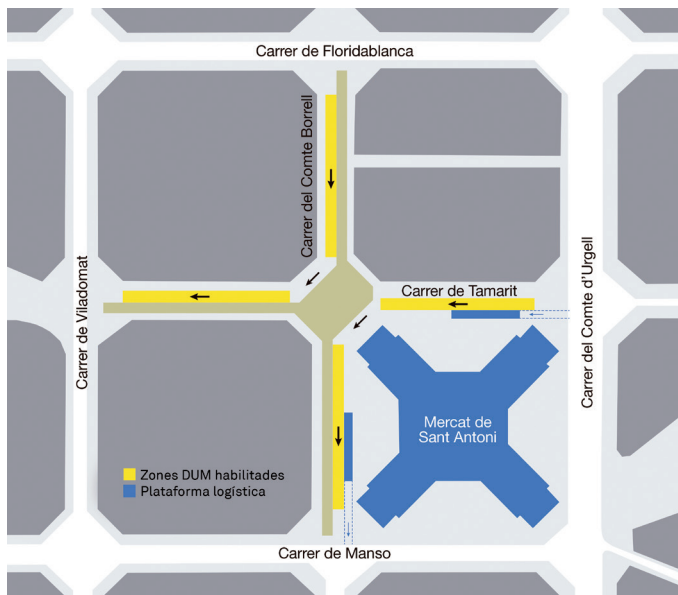 Carrer de Floridablanca
Carrer del Comte Borrell
Carrer de Tamarit
Carrer de Viladomat
Carrer del Comte d'Urgell
Mercat de
Sant Antoni
Zones DUM habilitades
Plataforma logística
Carrer de Manso